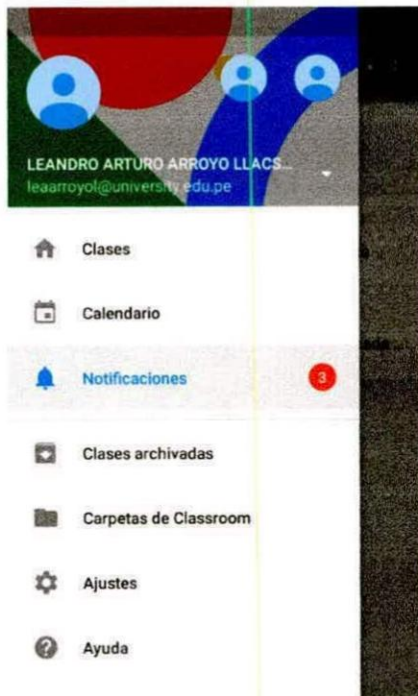 LEANDRO ARTURO ARROYO LLACS...
leaarroyol@university.edu.pe
Clases
Calendario
Notificaciones 3
Clases archivadas
Carpetas de Classroom
Ajustes
Ayuda